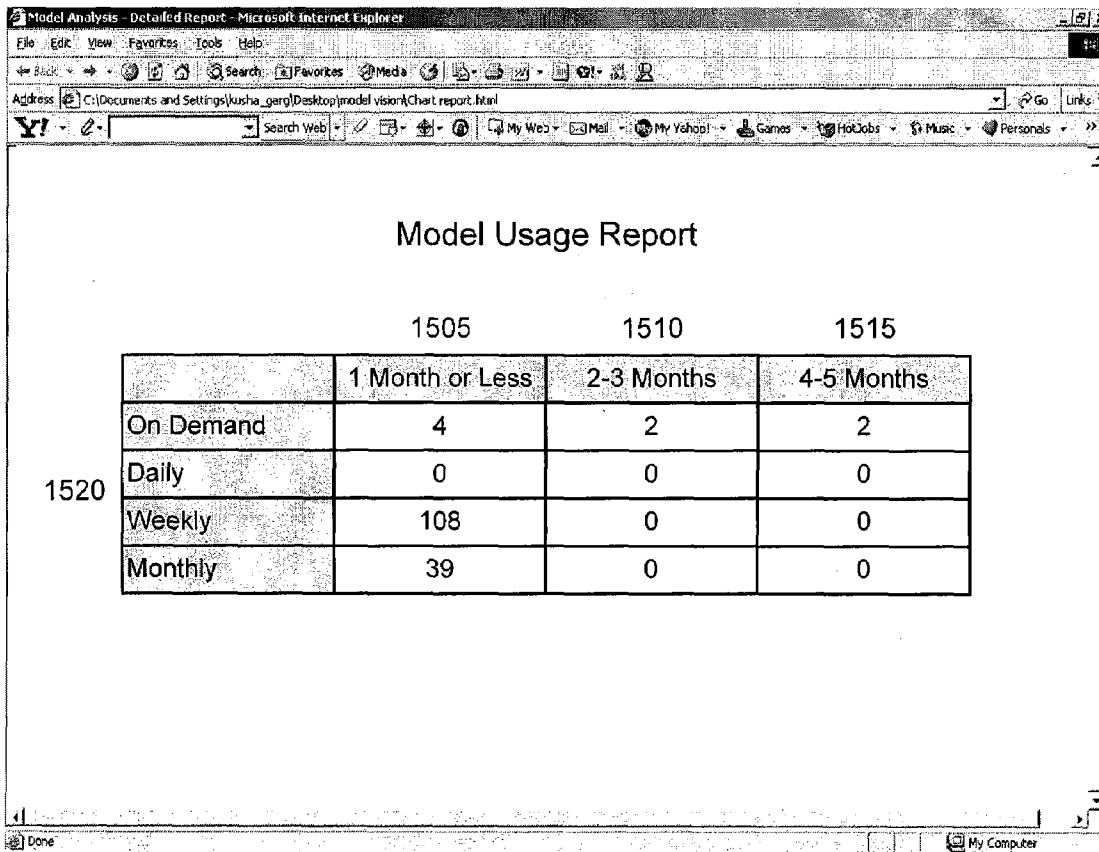 Model Analysis - Detailed Report - Microsoft Internet Explorer
File Edit View Favorites Tools Help
Back Search Favorites Media
Address C:\Documents and Settings\kusha_garg\Desktop\model vision\Chart report.html Go Links
Y! Search Web My Web Mail My Yahoo! Games HotJobs Music Personals »
Model Usage Report
1505 1510 1515
1 Month or Less 2-3 Months 4-5 Months
On Demand 4 2 2
Daily 0 0 0
1520
Weekly 108 0 0
Monthly 39 0 0
Done My Computer